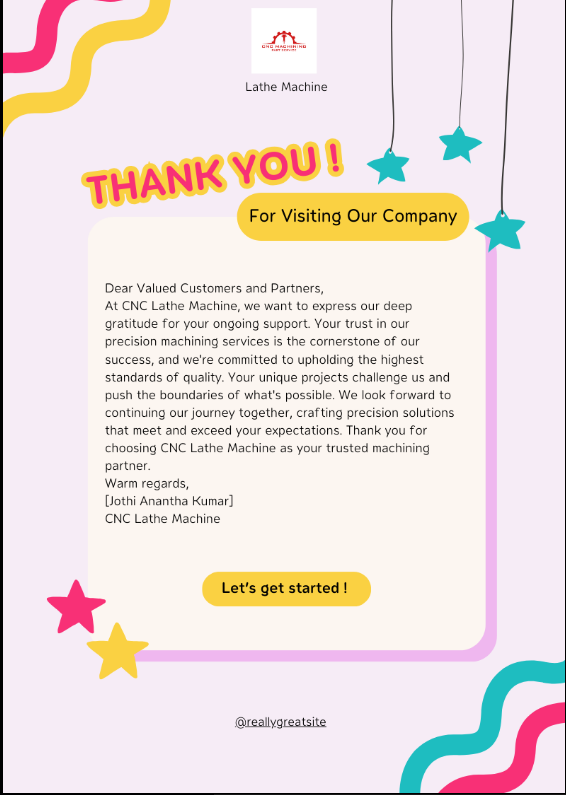 CNC MACHINING
Lathe Machine
THANK YOU !
For Visiting Our Company
Dear Valued Customers and Partners,
At CNC Lathe Machine, we want to express our deep
gratitude for your ongoing support. Your trust in our
precision machining services is the cornerstone of our
success, and we're committed to upholding the highest
standards of quality. Your unique projects challenge us and
push the boundaries of what's possible. We look forward to
continuing our journey together, crafting precision solutions
that meet and exceed your expectations. Thank you for
choosing CNC Lathe Machine as your trusted machining
partner.
Warm regards,
[Jothi Anantha Kumar]
CNC Lathe Machine
Let's get started !
@reallygreatsite